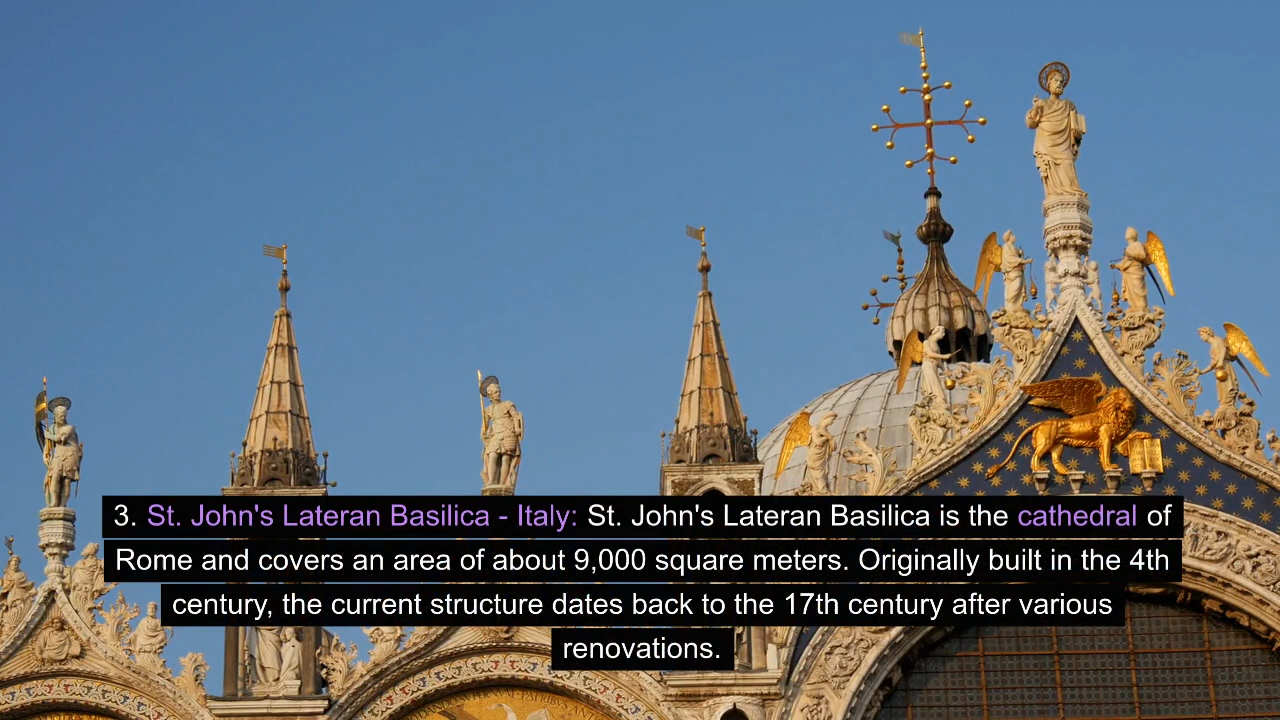 3. St. John's Lateran Basilica - Italy: St. John's Lateran Basilica is the cathedral of
Rome and covers an area of about 9,000 square meters. Originally built in the 4th
century, the current structure dates back to the 17th century after various
renovations.